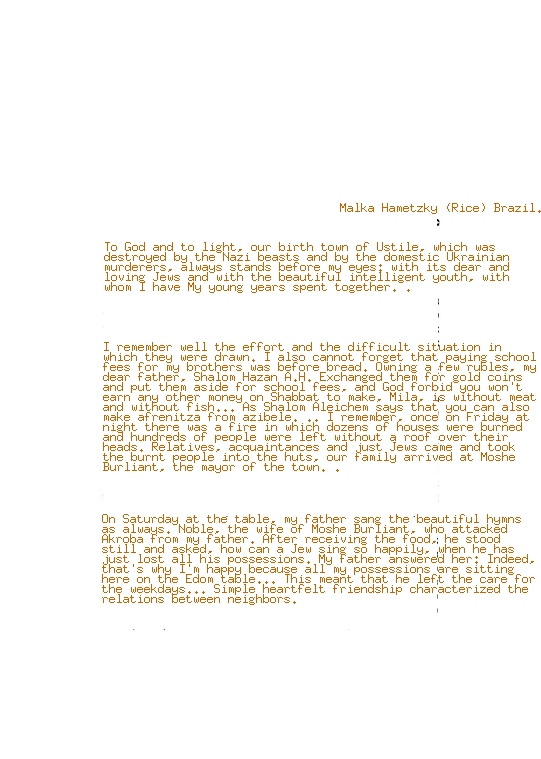 Malka Hametzky (Rice) Brazil.
To God and to light, our birth town of Ustile, which was
destroyed by the Nazi beasts and by the domestic Ukrainian
murderers, always stands before my eyes; with its dear and
loving Jews and with the beautiful intelligent youth, with
whom I have My young years spent together. .
I remember well the effort and the difficult situation in
which they were drawn. I also cannot forget that paying school
fees for my brothers was before bread. Owning a few rubles, my
dear father, Shalom Hazan A.H. Exchanged them for gold coins
and put them aside for school fees, and God forbid you won't
earn any other money on Shabbat to make, Mila, is without meat
and without fish... As Shalom Aleichem says that you can also
make afrenitza from azibele. .. I remember, once on Friday at
night there was a fire in which dozens of houses were burned
and hundreds of people were left without a roof over their
heads. Relatives, acquaintances and just Jews came and took
the burnt people into the huts, our family arrived at Moshe
Burliant, the mayor of the town. .
On Saturday at the table, my father sang the beautiful hymns
as always. Noble, the wife of Moshe Burliant, who attacked
Akroba from my father. After receiving the food, he stood
still and asked, how can a Jew sing so happily, when he has
just lost all his possessions. My father answered her: Indeed,
that's why I'm happy because all my possessions are sitting
here on the Edom table... This meant that he left the care for
the weekdays... Simple heartfelt friendship characterized the
relations between neighbors.